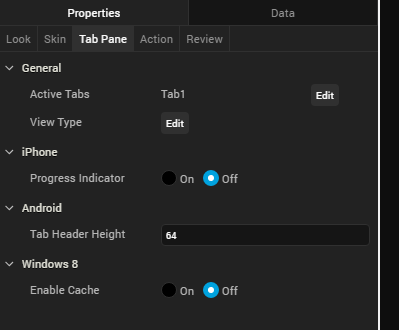 Properties Data
Look Skin Tab Pane Action Review
General
Active Tabs Tab1 Edit
View Type Edit
iPhone
Progress Indicator On Off
Android
Tab Header Height 64
Windows 8
Enable Cache On Off